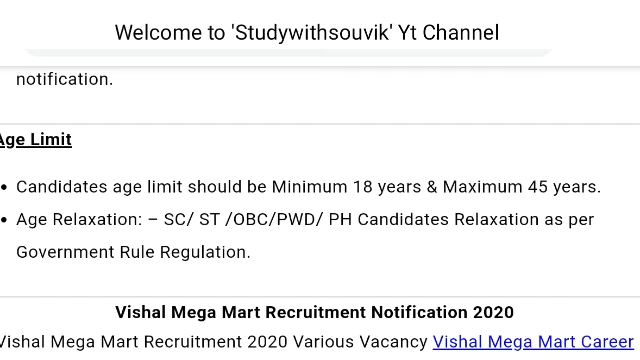 Welcome to 'Studywithsouvik' Yt Channel
notification.
Age Limit
• Candidates age limit should be Minimum 18 years & Maximum 45 years.
• Age Relaxation: – SC/ ST /OBC/PWD/ PH Candidates Relaxation as per
Government Rule Regulation.
Vishal Mega Mart Recruitment Notification 2020
Vishal Mega Mart Recruitment 2020 Various Vacancy Vishal Mega Mart Career